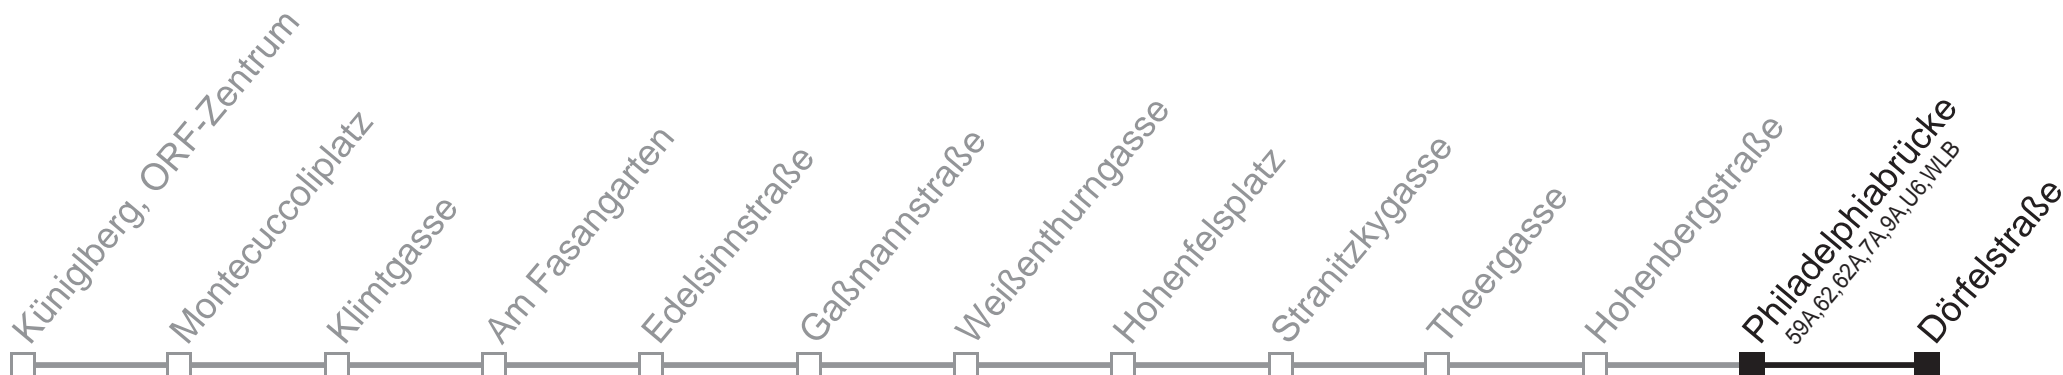 Küniglberg, ORF-Zentrum
Montecuccoliplatz
Klimtgasse
Am Fasangarten
Edelsinnstraße
Gaßmannstraße
Weißenthurngasse
Hohenfelsplatz
Stranitzkygasse
Theergasse
Hohenbergstraße
Philadelphiabrücke
59A,62,62A,7A,9A,U6,WLB
Dörfelstraße